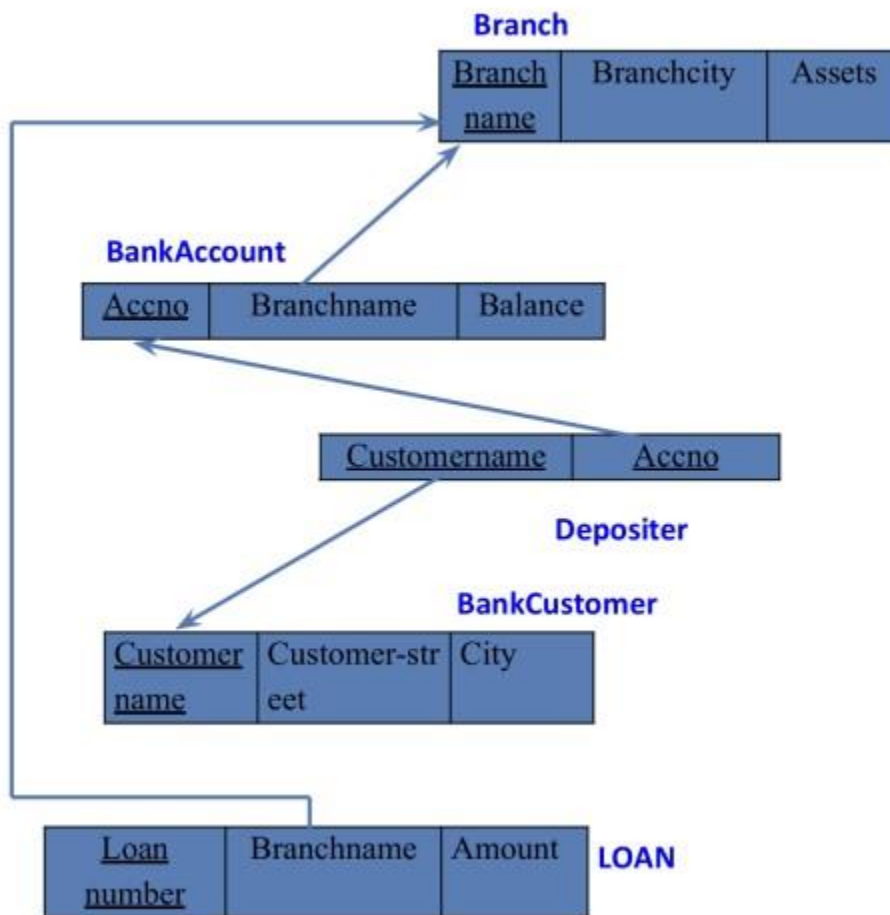 Branch
Branch Branchcity Assets
name
BankAccount
Accno Branchname Balance
Customername Accno
Depositer
BankCustomer
Customer Customer-str City
name eet
Loan Branchname Amount LOAN
number